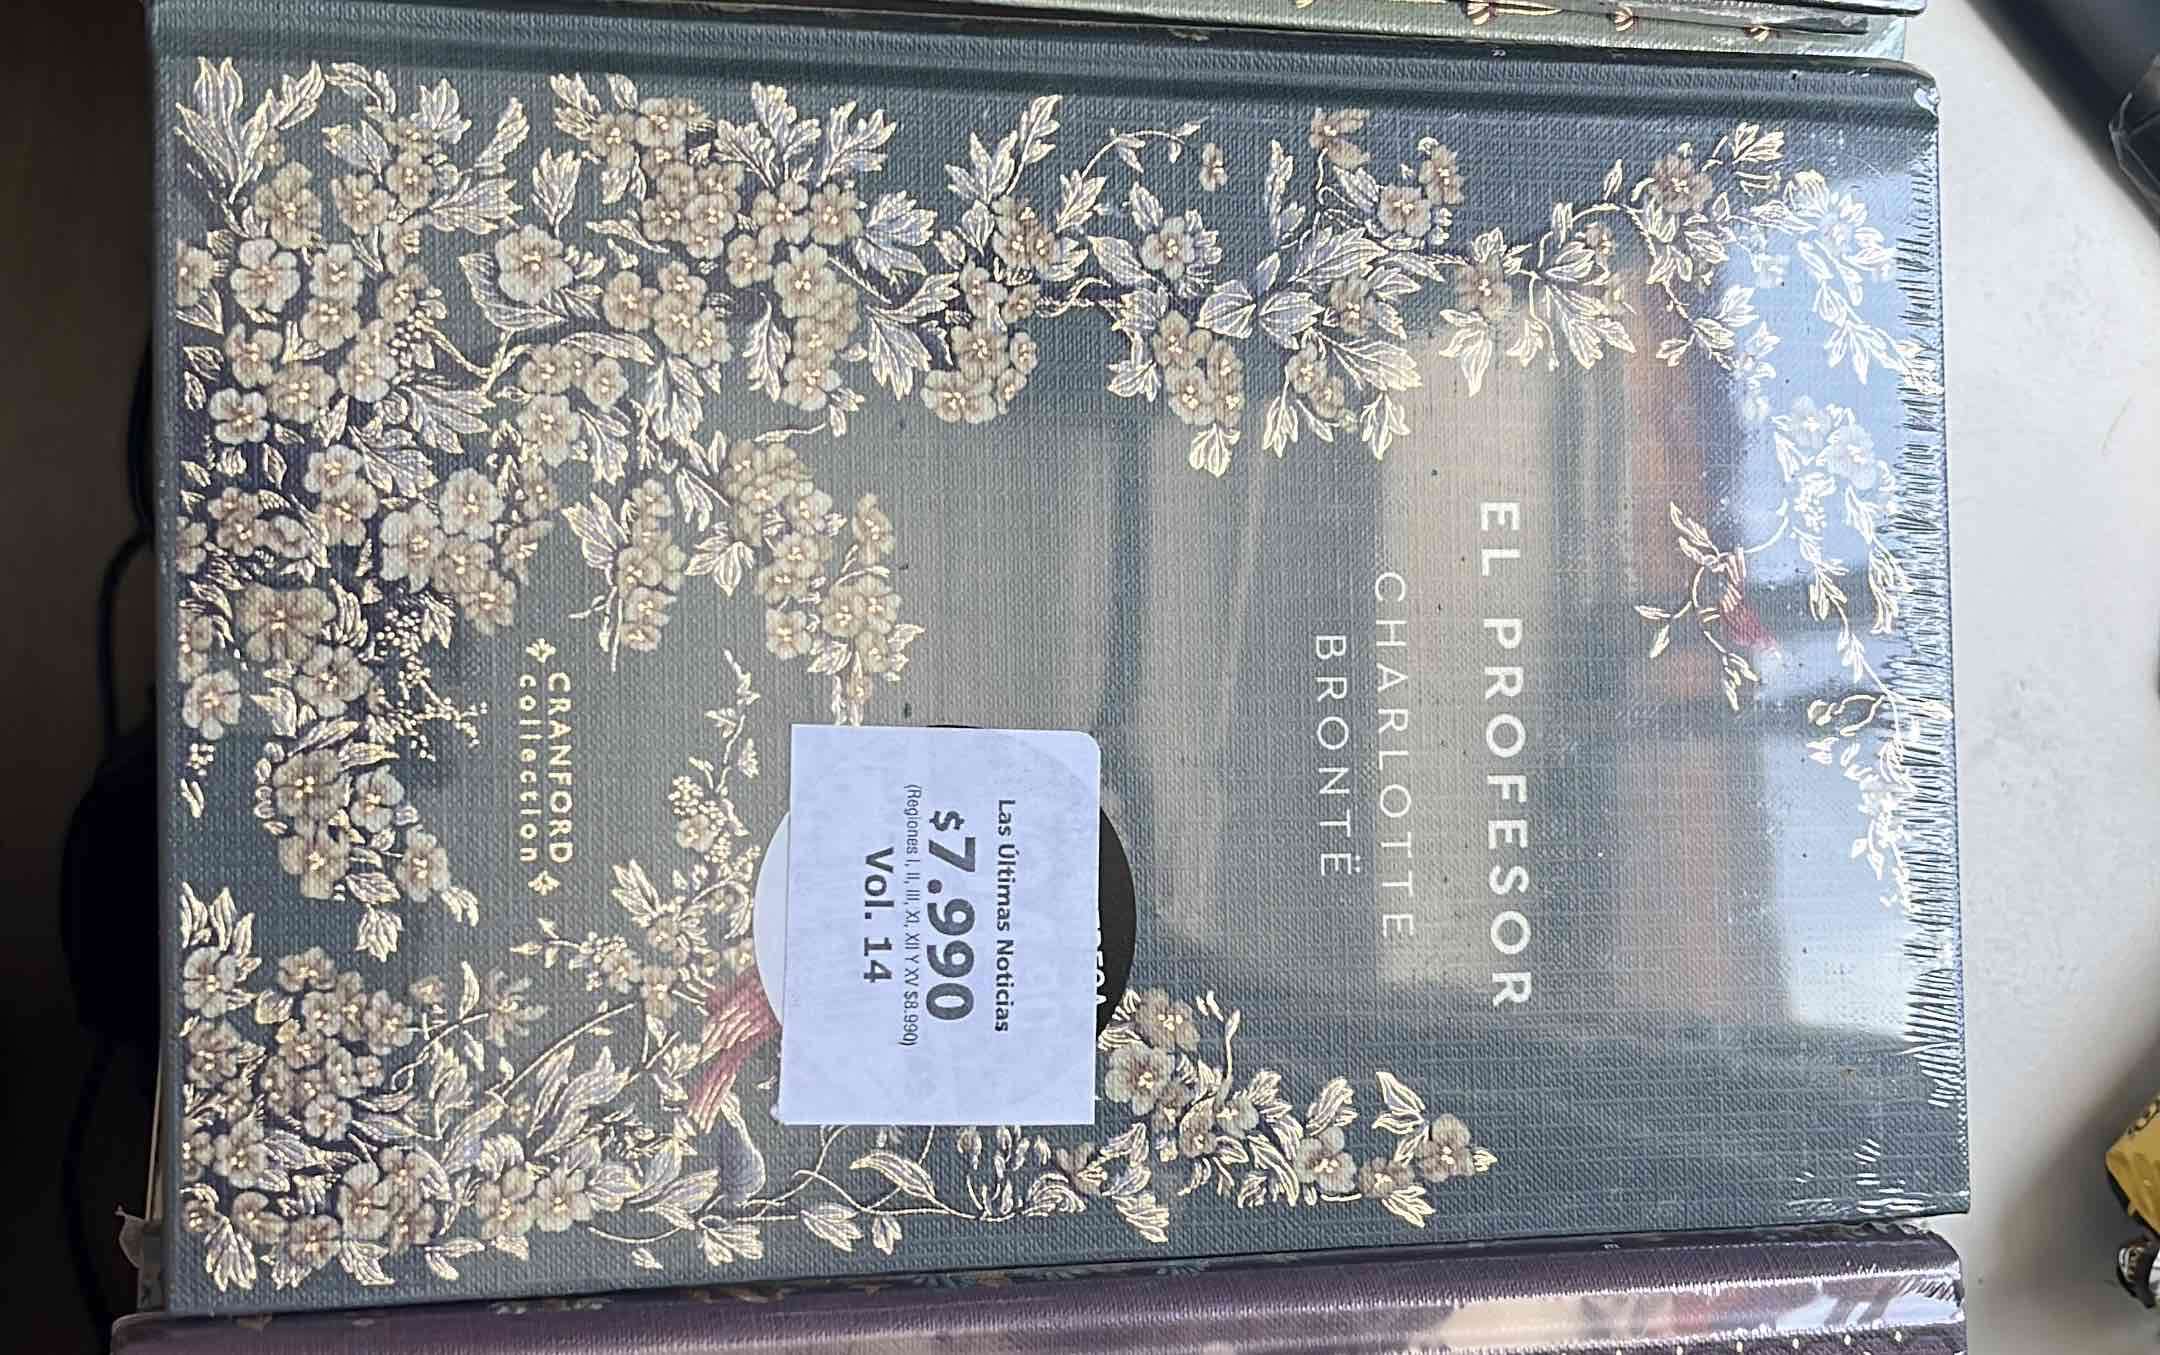 EL PROFESOR
CHARLOTTE
BRONTË
Las Últimas Noticias
$7.990
(Regiones I, II, III, XI, XII Y XV $8.990)
Vol. 14
CRANFORD
collection